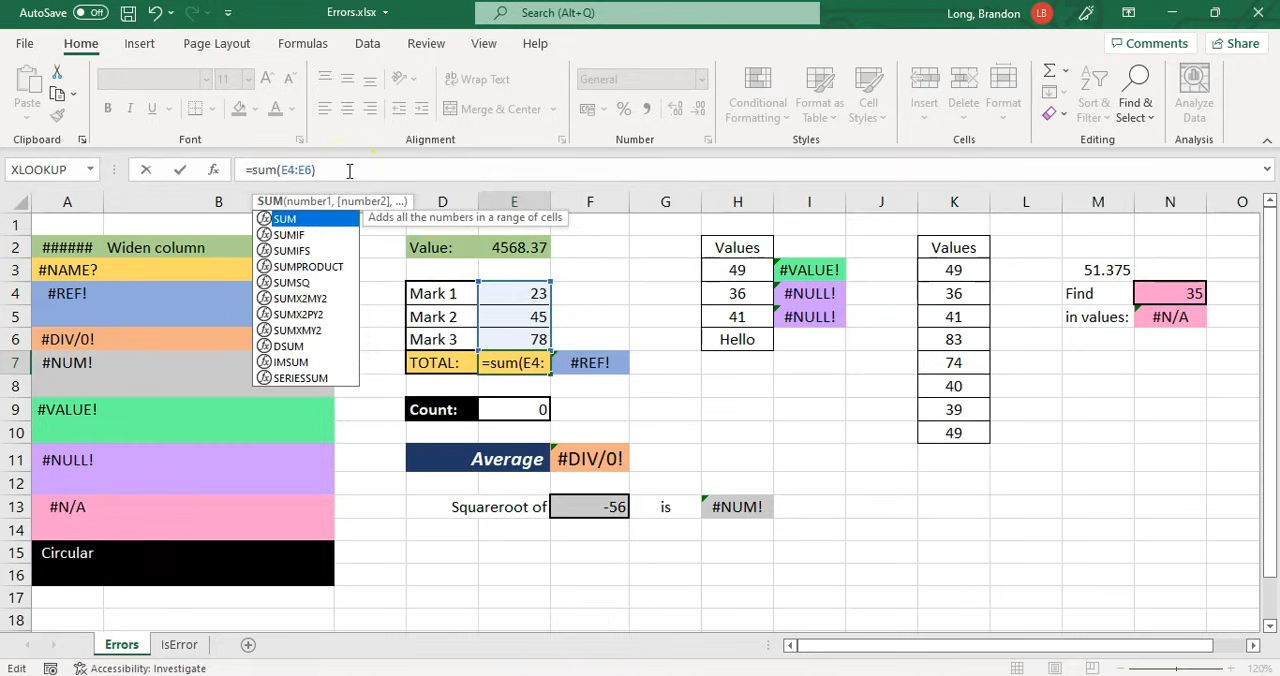 AutoSave Off Errors.xlsx Search (Alt+Q) Long, Brandon LB
File Home Insert Page Layout Formulas Data Review View Help Comments Share
Paste 11 A A Wrap Text General Conditional Formatting Format as Table Cell Styles Insert Delete Format Sort & Filter Find & Select Analyze Data
B I U A Merge & Center $ % 
Clipboard Font Alignment Number Styles Cells Editing Analysis
XLOOKUP fx =sum(E4:E6)
SUM(number1, [number2], ...)
A B D E F G H I J K L M N O
SUM Adds all the numbers in a range of cells
SUMIF
SUMIFS
SUMPRODUCT
SUMSQ
SUMX2MY2
SUMX2PY2
SUMXMY2
DSUM
IMSUM
SERIESSUM
1
2 ###### Widen column Value: 4568.37 Values Values
3 #NAME? 49 #VALUE! 49 51.375
4 #REF! Mark 1 23 36 #NULL! 36 Find 35
5 Mark 2 45 41 #NULL! 41 in values: #N/A
6 #DIV/0! Mark 3 78 Hello 83
7 #NUM! TOTAL: =sum(E4: #REF! 74
8 40
9 #VALUE! Count: 0 39
10 49
11 #NULL! Average #DIV/0!
12
13 #N/A Squareroot of -56 is #NUM!
14
15 Circular
16
17
18
Errors IsError
Edit Accessibility: Investigate 120%